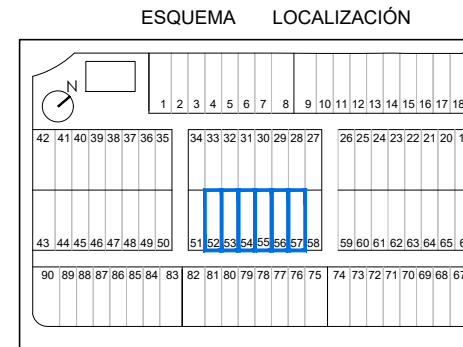 ESQUEMA LOCALIZACIÓN
N
1 2 3 4 5 6 7 8 9 10 11 12 13 14 15 16 17 18
42 41 40 39 38 37 36 35 34 33 32 31 30 29 28 27 26 25 24 23 22 21 20
43 44 45 46 47 48 49 50 51 52 53 54 55 56 57 58 59 60 61 62 63 64 65
90 89 88 87 86 85 84 83 82 81 80 79 78 77 76 75 74 73 72 71 70 69 68 67